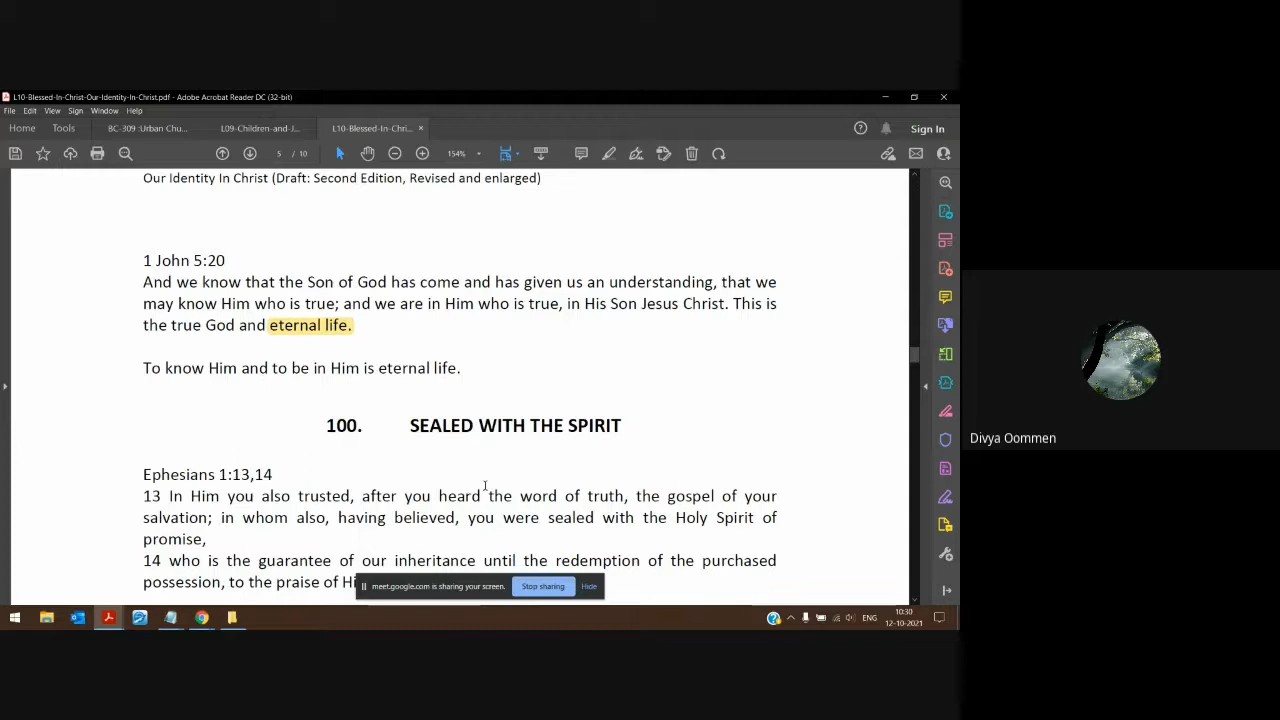 L10-Blessed-In-Christ-Our-Identity-In-Christ.pdf - Adobe Acrobat Reader DC (32-bit)
File Edit View Sign Window Help
Home Tools BC-309 :Urban Chu... L09-Children-and-J... L10-Blessed-In-Chri... × Sign In
5 / 10 154%
Our Identity In Christ (Draft: Second Edition, Revised and enlarged)
1 John 5:20
And we know that the Son of God has come and has given us an understanding, that we
may know Him who is true; and we are in Him who is true, in His Son Jesus Christ. This is
the true God and eternal life.
To know Him and to be in Him is eternal life.
100. SEALED WITH THE SPIRIT
Ephesians 1:13,14
13 In Him you also trusted, after you heard the word of truth, the gospel of your
salvation; in whom also, having believed, you were sealed with the Holy Spirit of
promise,
14 who is the guarantee of our inheritance until the redemption of the purchased
possession, to the praise of Hi
meet.google.com is sharing your screen. Stop sharing Hide
ENG 10:30
12-10-2021
Divya Oommen